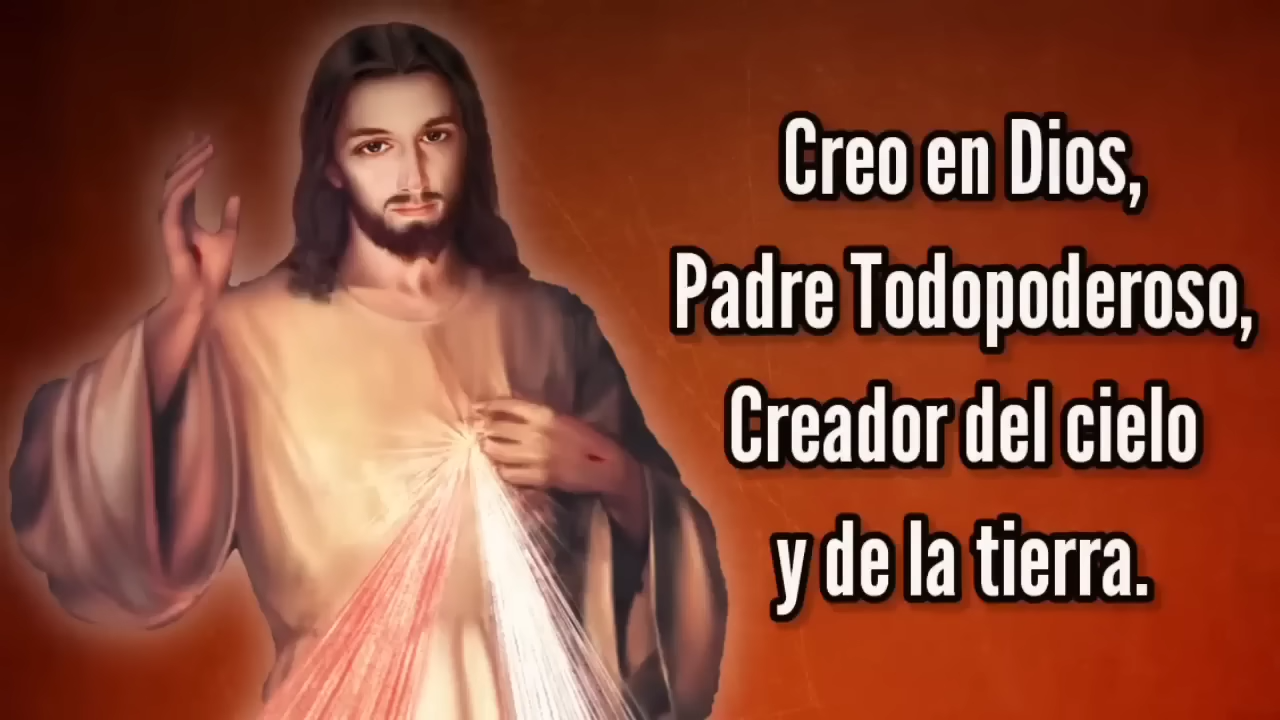 Creo en Dios,
Padre Todopoderoso,
Creador del cielo
y de la tierra.